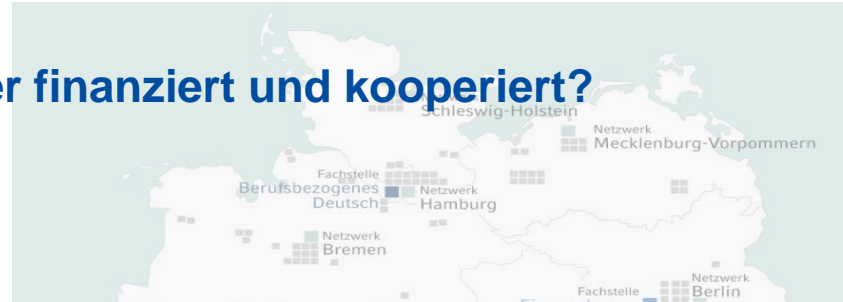 er finanziert und kooperiert?
Schleswig-Holstein
Netzwerk
Mecklenburg-Vorpommern
Fachstelle
Berufsbezogenes
Deutsch
Netzwerk
Hamburg
Netzwerk
Bremen
Netzwerk
Berlin
Fachstelle